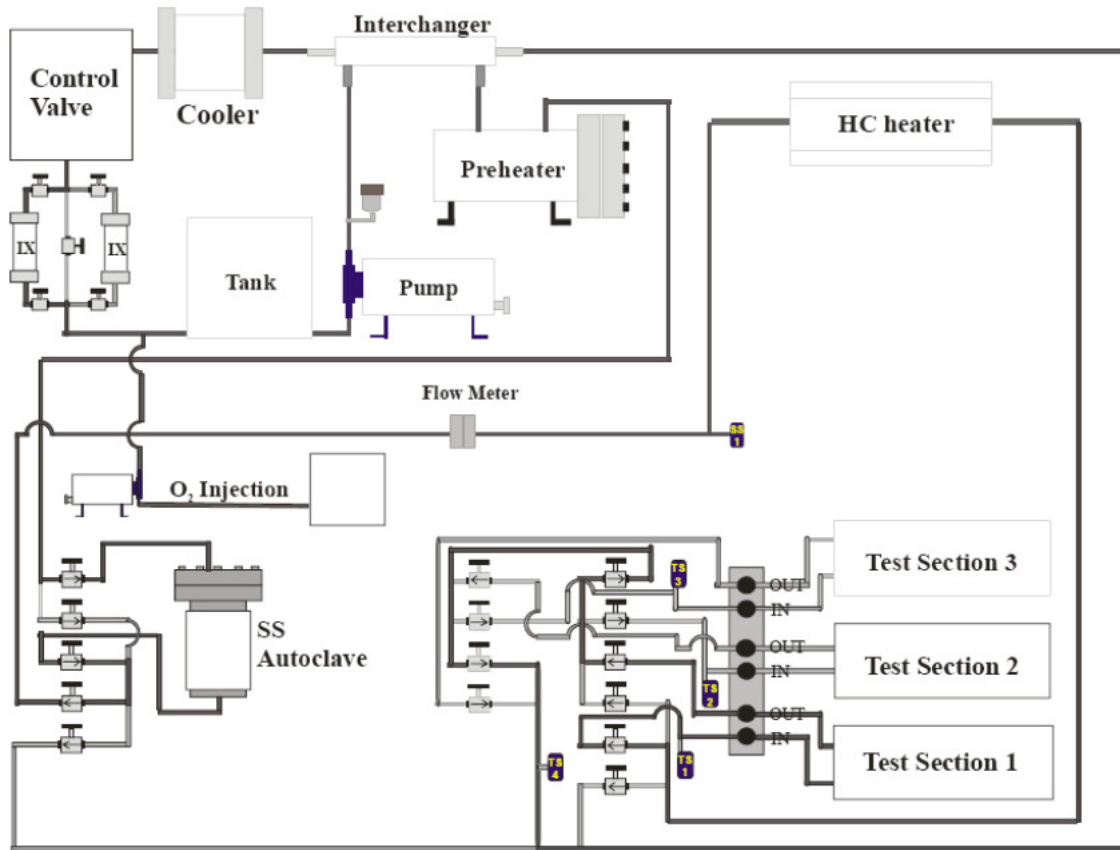 Interchanger
Control
Valve
Cooler
HC heater
Preheater
IX
IX
Tank
Pump
Flow Meter
SS
1
O₂ Injection
Test Section 3
TS
3
OUT
IN
SS
Autoclave
OUT
Test Section 2
IN
TS
2
OUT
IN
Test Section 1
TS
1
TS
4